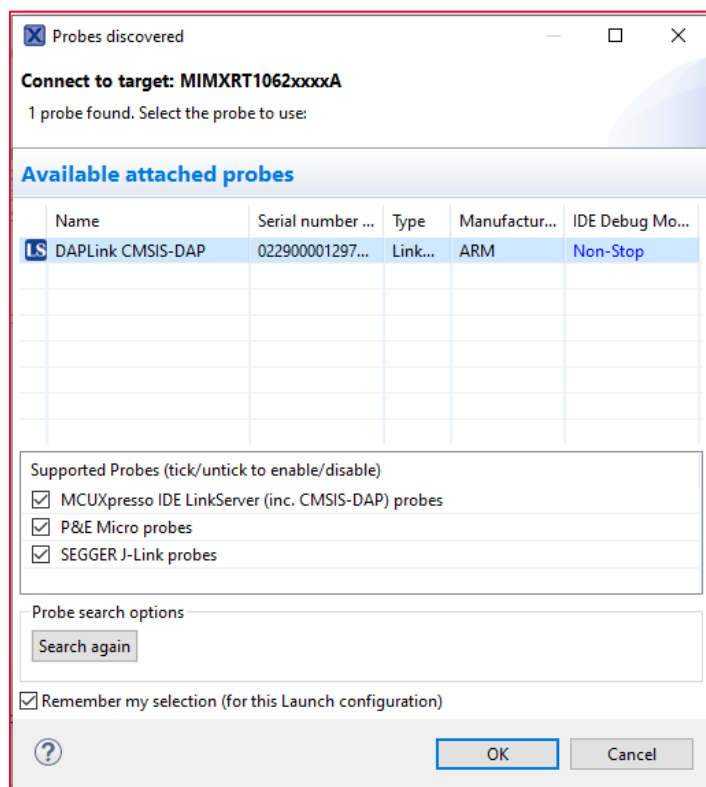 Probes discovered
Connect to target: MIMXRT1062xxxxA
1 probe found. Select the probe to use:
Available attached probes
Name Serial number ... Type Manufactur... IDE Debug Mo...
LS DAPLink CMSIS-DAP 022900001297... Link... ARM Non-Stop
Supported Probes (tick/untick to enable/disable)
MCUXpresso IDE LinkServer (inc. CMSIS-DAP) probes
P&E Micro probes
SEGGER J-Link probes
Probe search options
Search again
Remember my selection (for this Launch configuration)
? OK Cancel